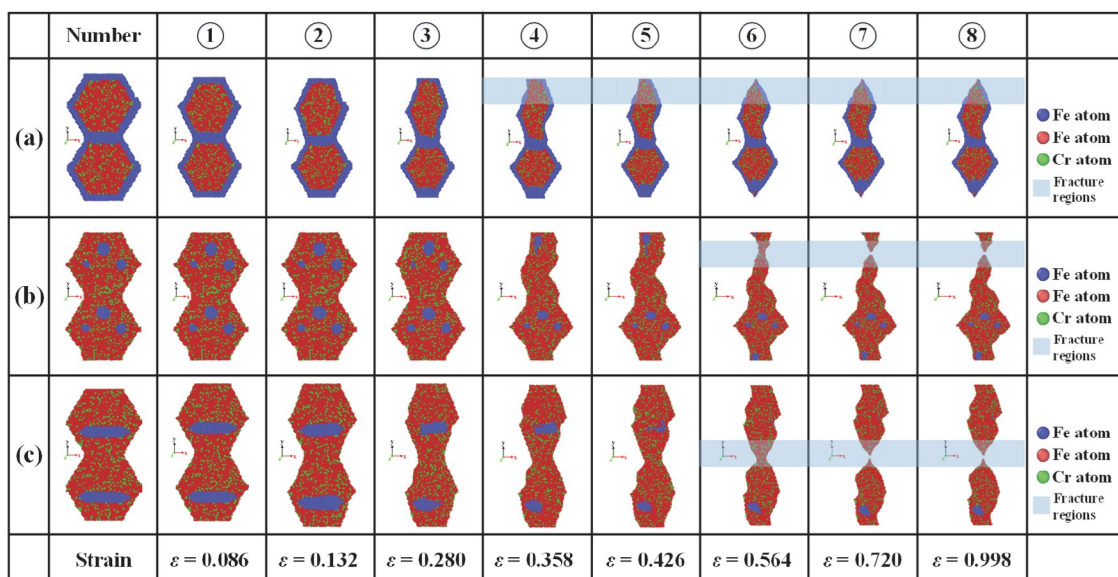 Number ① ② ③ ④ ⑤ ⑥ ⑦ ⑧
(a)
Fe atom
Fe atom
Cr atom
Fracture
regions
(b)
Fe atom
Fe atom
Cr atom
Fracture
regions
(c)
Fe atom
Fe atom
Cr atom
Fracture
regions
Strain ε = 0.086 ε = 0.132 ε = 0.280 ε = 0.358 ε = 0.426 ε = 0.564 ε = 0.720 ε = 0.998